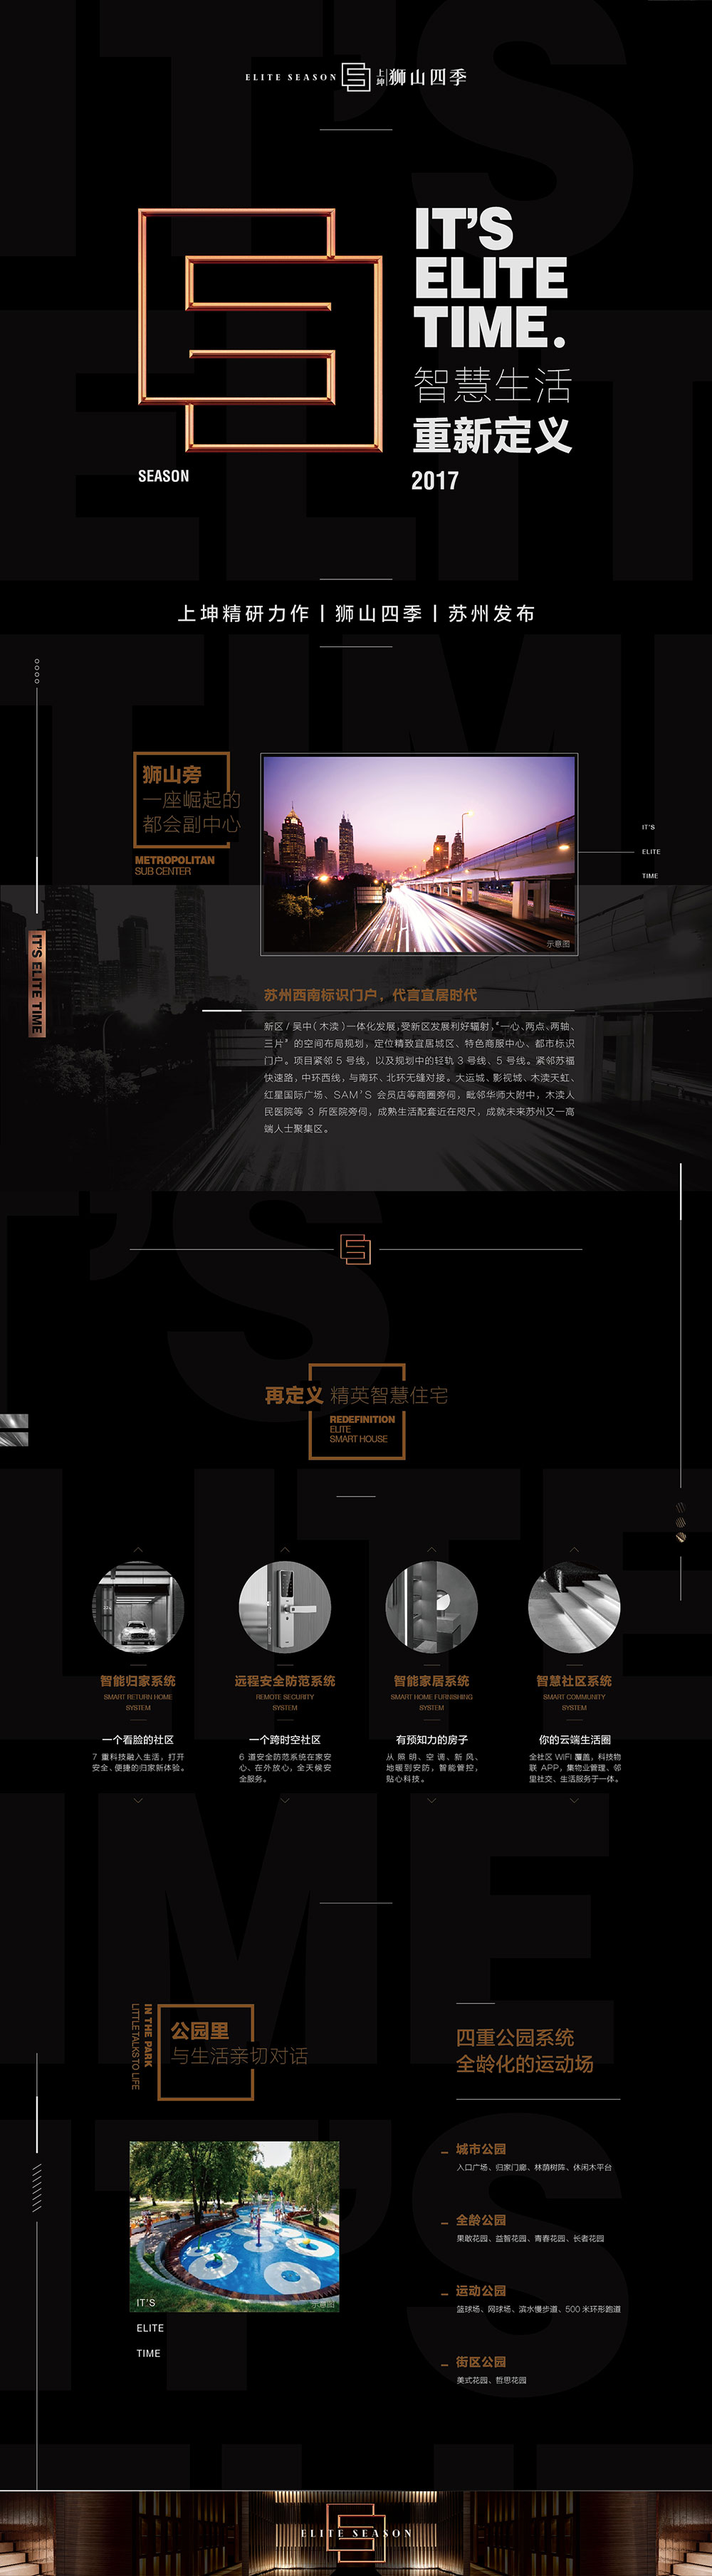 ELITE SEASON 上坤 狮山四季
IT'S
ELITE
TIME.
智慧生活
重新定义
SEASON
2017
上坤精研力作丨狮山四季丨苏州发布
狮山旁
一座崛起的
都会副中心
METROPOLITAN
SUB CENTER
示意图
IT'S
ELITE
TIME
IT'S ELITE TIME
苏州西南标识门户，代言宜居时代
新区/吴中(木渎)一体化发展,受新区发展利好辐射,“一心、两点、两轴、
三片”的空间布局规划，定位精致宜居城区、特色商服中心、都市标识
门户。项目紧邻 5 号线，以及规划中的轻轨 3 号线、5 号线。紧邻苏福
快速路，中环西线，与南环、北环无缝对接。大运城、影视城、木渎天虹、
红星国际广场、SAM'S 会员店等商圈旁伺，毗邻华师大附中，木渎人
民医院等 3 所医院旁伺，成熟生活配套近在咫尺，成就未来苏州又一高
端人士聚集区。
再定义 精英智慧住宅
REDEFINITION
ELITE
SMART HOUSE
智能归家系统
SMART RETURN HOME
SYSTEM
一个看脸的社区
7 重科技融入生活，打开
安全、便捷的归家新体验。
远程安全防范系统
REMOTE SECURITY
SYSTEM
一个跨时空社区
6 道安全防范系统在家安
心、在外放心，全天候安
全服务。
智能家居系统
SMART HOME FURNISHING
SYSTEM
有预知力的房子
从照明、空调、新风、
地暖到安防，智能管控，
贴心科技。
智慧社区系统
SMART COMMUNITY
SYSTEM
你的云端生活圈
全社区 WIFI 覆盖，科技物
联 APP，集物业管理、邻
里社交、生活服务于一体。
IN THE PARK
LITTLE TALKS TO LIFE
公园里
与生活亲切对话
IT'S
示意图
ELITE
TIME
四重公园系统
全龄化的运动场
城市公园
入口广场、归家门廊、林荫树阵、休闲木平台
全龄公园
果敢花园、益智花园、青春花园、长者花园
运动公园
篮球场、网球场、滨水慢步道、500 米环形跑道
街区公园
美式花园、哲思花园
ELITE SEASON